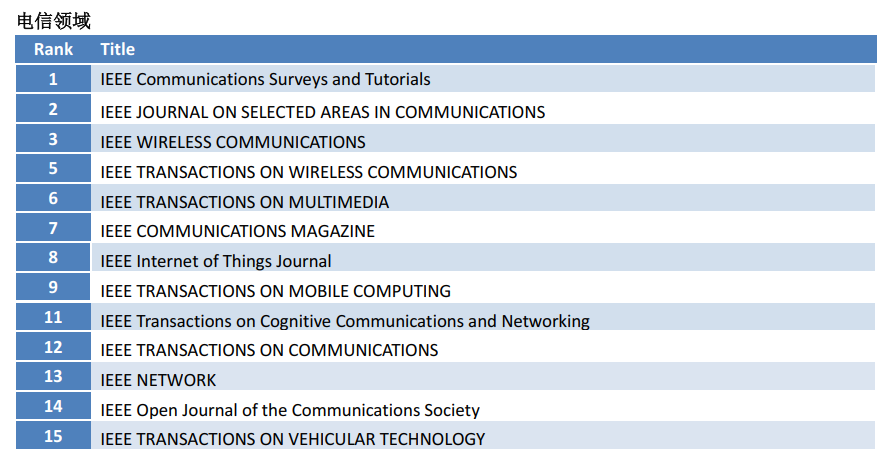 电信领域
Rank Title
1 IEEE Communications Surveys and Tutorials
2 IEEE JOURNAL ON SELECTED AREAS IN COMMUNICATIONS
3 IEEE WIRELESS COMMUNICATIONS
5 IEEE TRANSACTIONS ON WIRELESS COMMUNICATIONS
6 IEEE TRANSACTIONS ON MULTIMEDIA
7 IEEE COMMUNICATIONS MAGAZINE
8 IEEE Internet of Things Journal
9 IEEE TRANSACTIONS ON MOBILE COMPUTING
11 IEEE Transactions on Cognitive Communications and Networking
12 IEEE TRANSACTIONS ON COMMUNICATIONS
13 IEEE NETWORK
14 IEEE Open Journal of the Communications Society
15 IEEE TRANSACTIONS ON VEHICULAR TECHNOLOGY